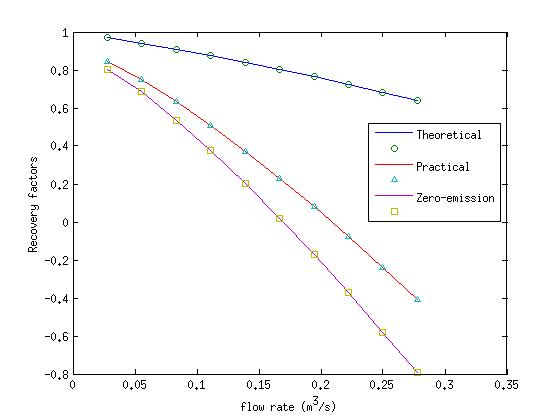 1
0.8
0.6
0.4
0.2
0
-0.2
-0.4
-0.6
-0.8
Recovery factors
Theoretical
Practical
Zero-emission
0 0.05 0.1 0.15 0.2 0.25 0.3 0.35
flow rate (m³/s)